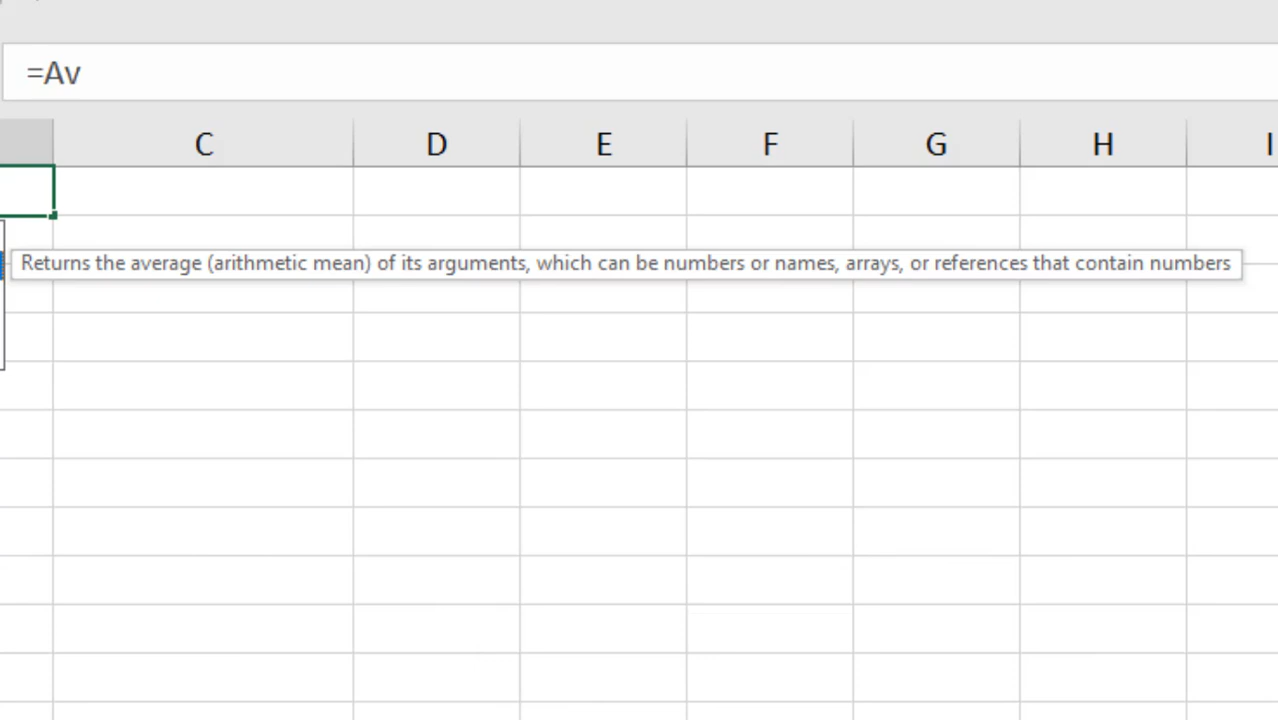 =Av
C D E F G H I
Returns the average (arithmetic mean) of its arguments, which can be numbers or names, arrays, or references that contain numbers